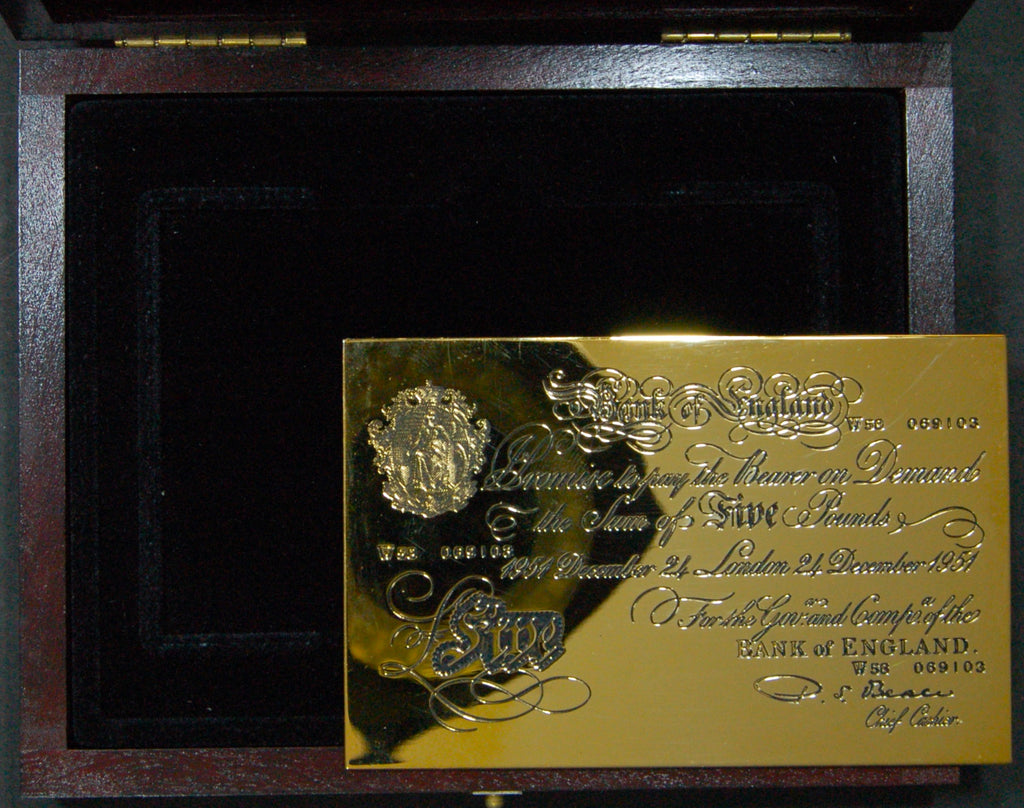 Bank of England
W58 069103
I Promise to pay the Bearer on Demand
the Sum of Five Pounds
W58 069103
1951 December 24 London 24 December 1951
For the Govr. and Compa. of the
Five
BANK of ENGLAND.
W58 069103
P. S. Beale
Chief Cashier.